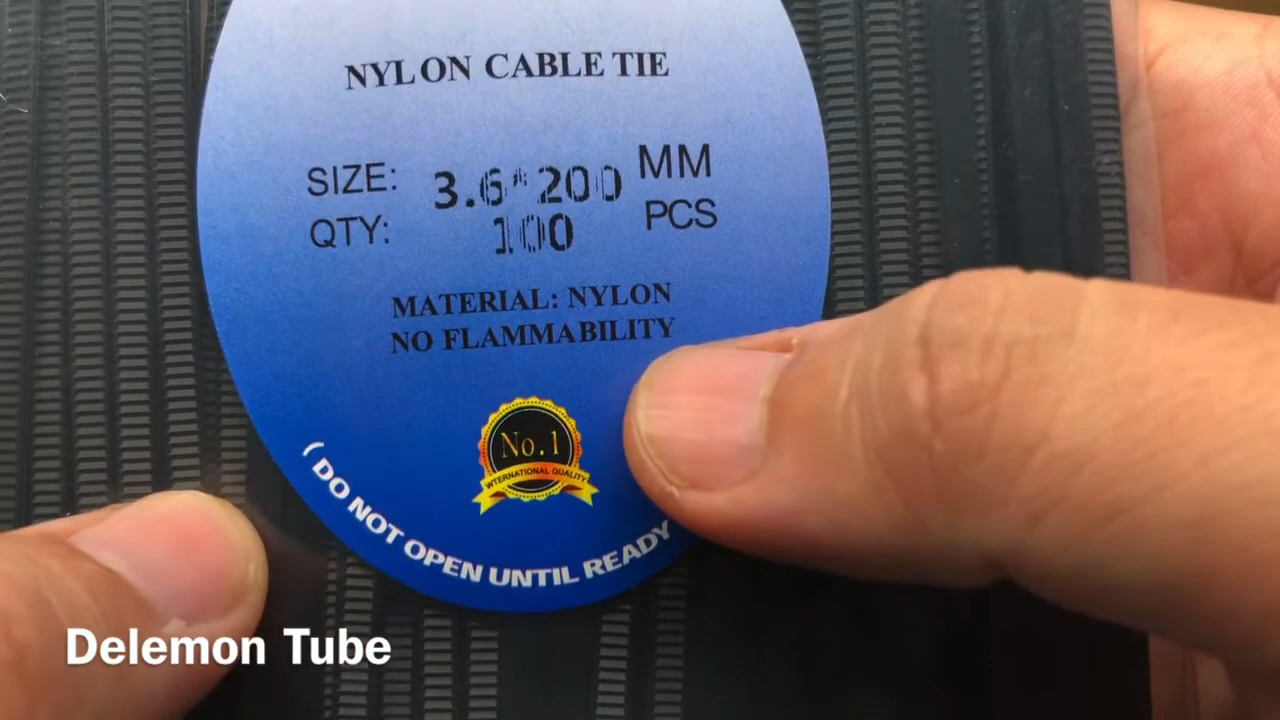 NYLON CABLE TIE
SIZE: 3.6*200 MM
QTY: 100 PCS
MATERIAL: NYLON
NO FLAMMABILITY
No.1
INTERNATIONAL QUALITY
( DO NOT OPEN UNTIL READY
Delemon Tube